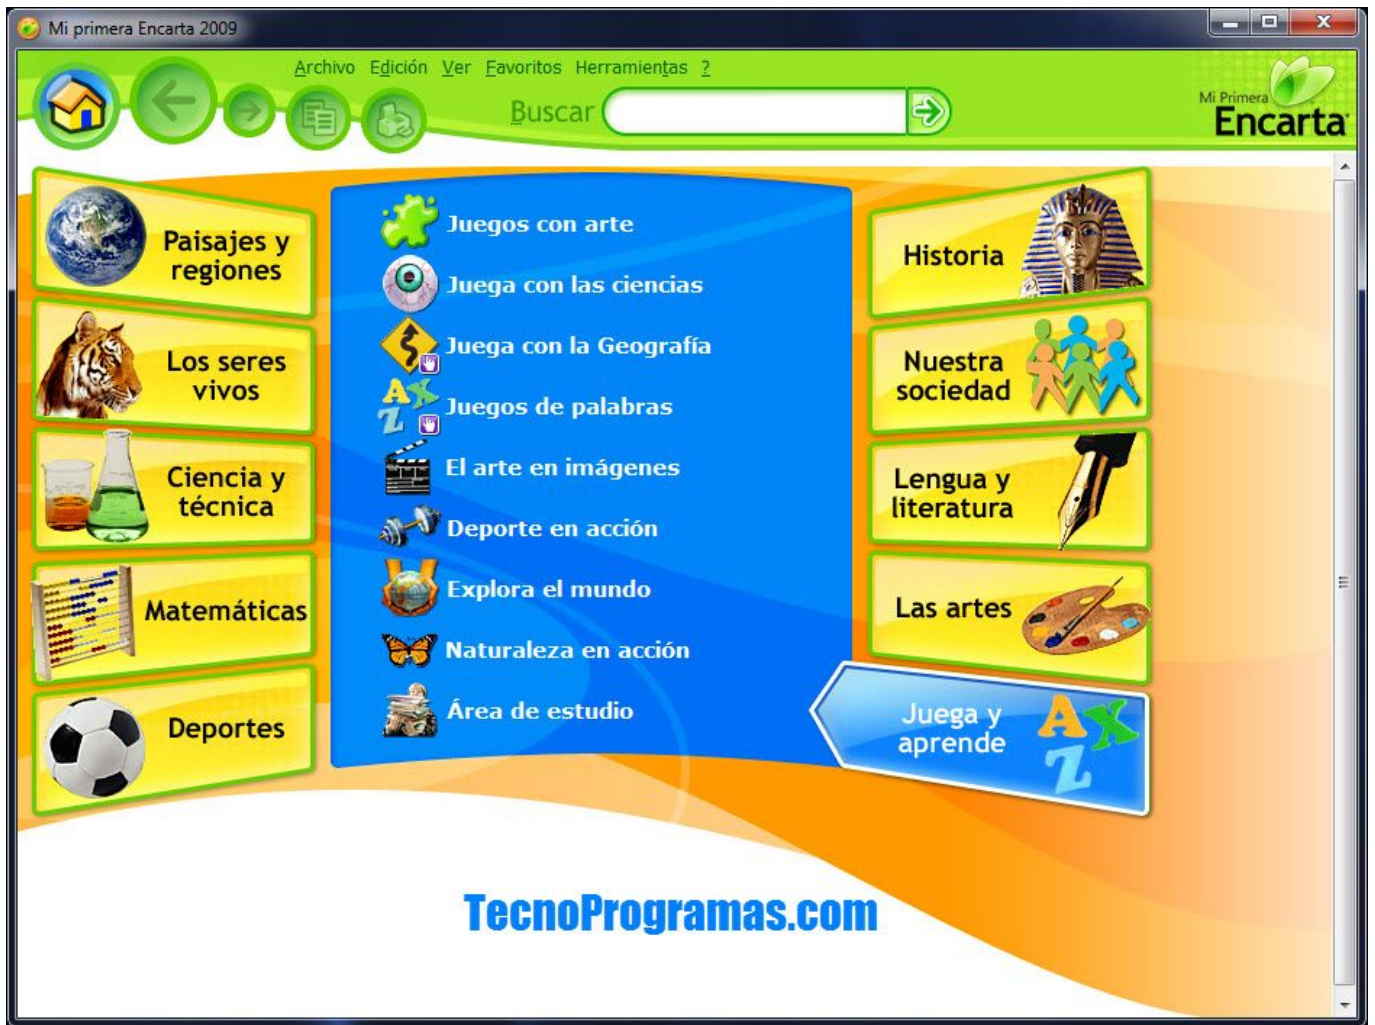 Mi primera Encarta 2009
Archivo Edición Ver Favoritos Herramientas ?
Buscar
Mi Primera
Encarta
Paisajes y
regiones
Los seres
vivos
Ciencia y
técnica
Matemáticas
Deportes
Juegos con arte
Juega con las ciencias
Juega con la Geografía
Juegos de palabras
El arte en imágenes
Deporte en acción
Explora el mundo
Naturaleza en acción
Área de estudio
Historia
Nuestra
sociedad
Lengua y
literatura
Las artes
Juega y
aprende
TecnoProgramas.com